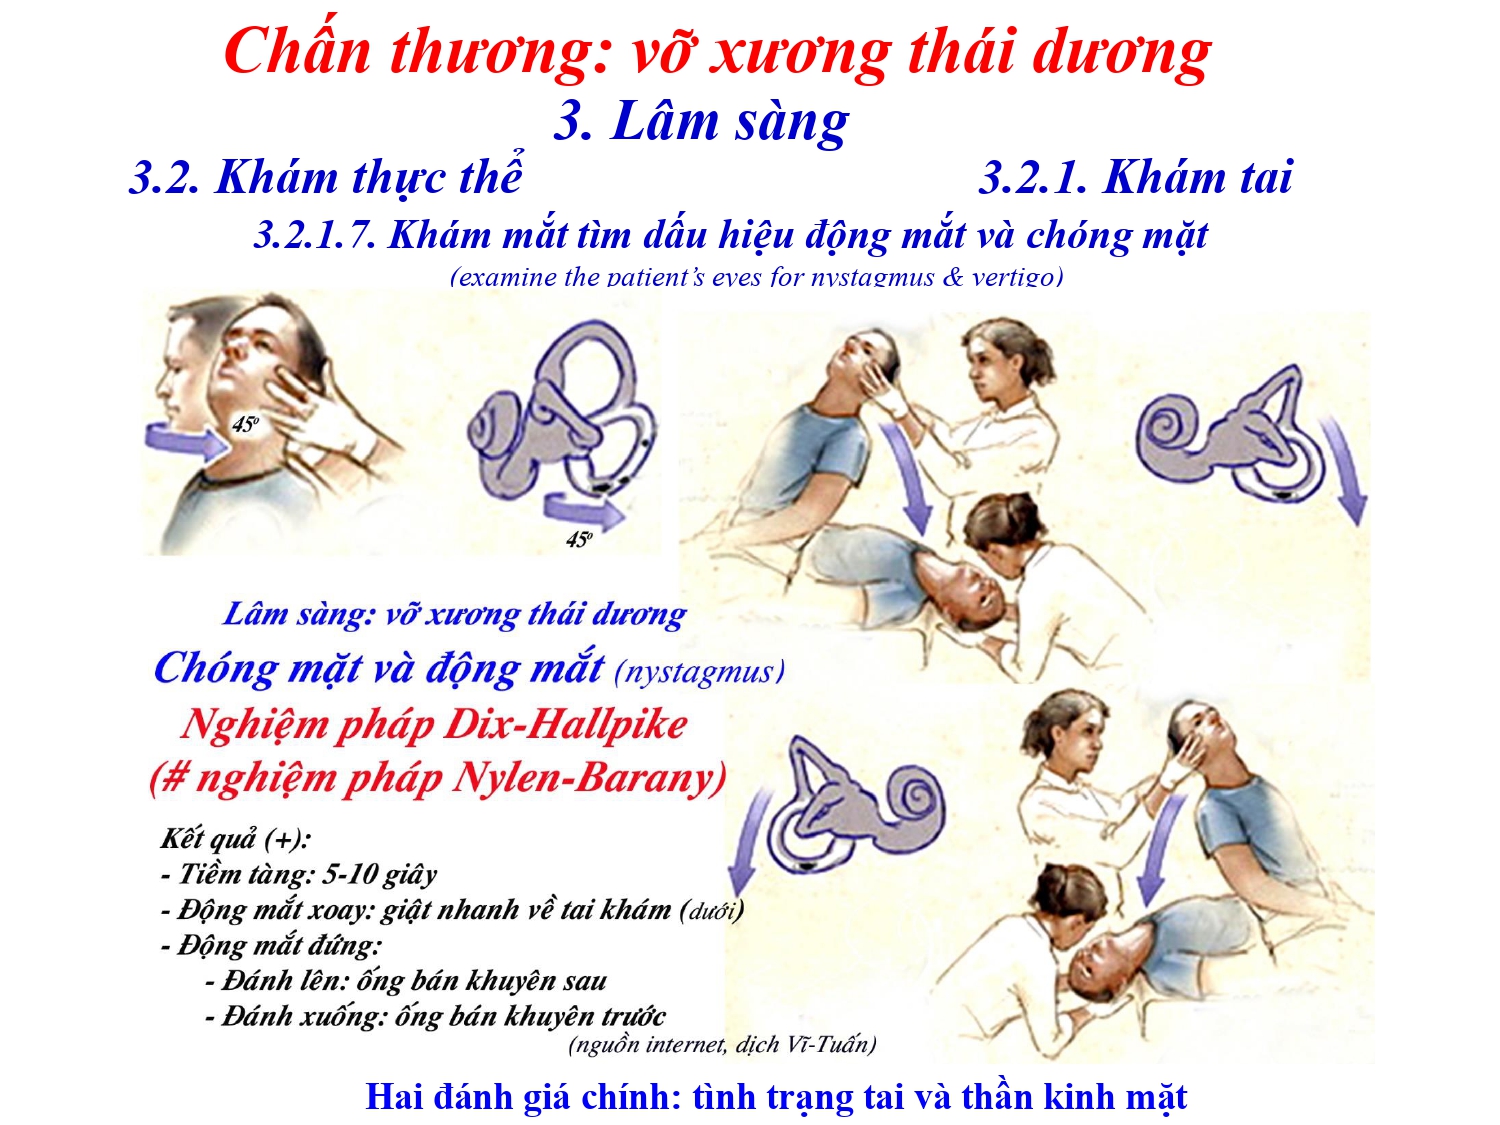 Chấn thương: vỡ xương thái dương
3. Lâm sàng
3.2. Khám thực thể 3.2.1. Khám tai
3.2.1.7. Khám mắt tìm dấu hiệu động mắt và chóng mặt
(examine the patient’s eyes for nystagmus & vertigo)
45º
45º
Lâm sàng: vỡ xương thái dương
Chóng mặt và động mắt (nystagmus)
Nghiệm pháp Dix-Hallpike
(# nghiệm pháp Nylen-Barany)
Kết quả (+):
- Tiềm tàng: 5-10 giây
- Động mắt xoay: giật nhanh về tai khám (dưới)
- Động mắt đứng:
- Đánh lên: ống bán khuyên sau
- Đánh xuống: ống bán khuyên trước
(nguồn internet, dịch Vĩ-Tuấn)
Hai đánh giá chính: tình trạng tai và thần kinh mặt